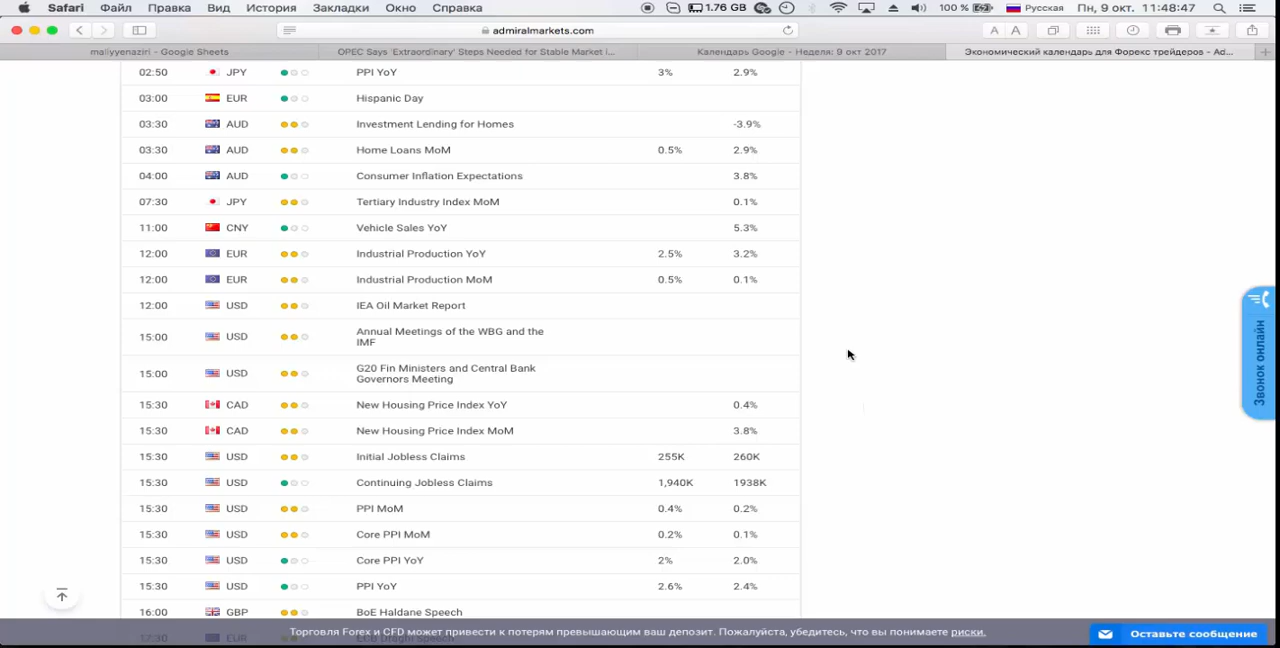 Safari Файл Правка Вид История Закладки Окно Справка 1.76 GB 100 % Русская Пн, 9 окт. 11:48:47
admiralmarkets.com A A
maliyyenaziri – Google Sheets OPEC Says 'Extraordinary' Steps Needed for Stable Market i... Календарь Google - Неделя: 9 окт 2017 Экономический календарь для Форекс трейдеров - Ad...
02:50 JPY PPI YoY 3% 2.9%
03:00 EUR Hispanic Day
03:30 AUD Investment Lending for Homes -3.9%
03:30 AUD Home Loans MoM 0.5% 2.9%
04:00 AUD Consumer Inflation Expectations 3.8%
07:30 JPY Tertiary Industry Index MoM 0.1%
11:00 CNY Vehicle Sales YoY 5.3%
12:00 EUR Industrial Production YoY 2.5% 3.2%
12:00 EUR Industrial Production MoM 0.5% 0.1%
12:00 USD IEA Oil Market Report
15:00 USD Annual Meetings of the WBG and the
IMF
15:00 USD G20 Fin Ministers and Central Bank
Governors Meeting
15:30 CAD New Housing Price Index YoY 0.4%
15:30 CAD New Housing Price Index MoM 3.8%
15:30 USD Initial Jobless Claims 255K 260K
15:30 USD Continuing Jobless Claims 1,940K 1938K
15:30 USD PPI MoM 0.4% 0.2%
15:30 USD Core PPI MoM 0.2% 0.1%
15:30 USD Core PPI YoY 2% 2.0%
15:30 USD PPI YoY 2.6% 2.4%
16:00 GBP BoE Haldane Speech
17:30 EUR ECB Draghi Speech
Торговля Forex и CFD может привести к потерям превышающим ваш депозит. Пожалуйста, убедитесь, что вы понимаете риски.
Оставьте сообщение
Звонок онлайн